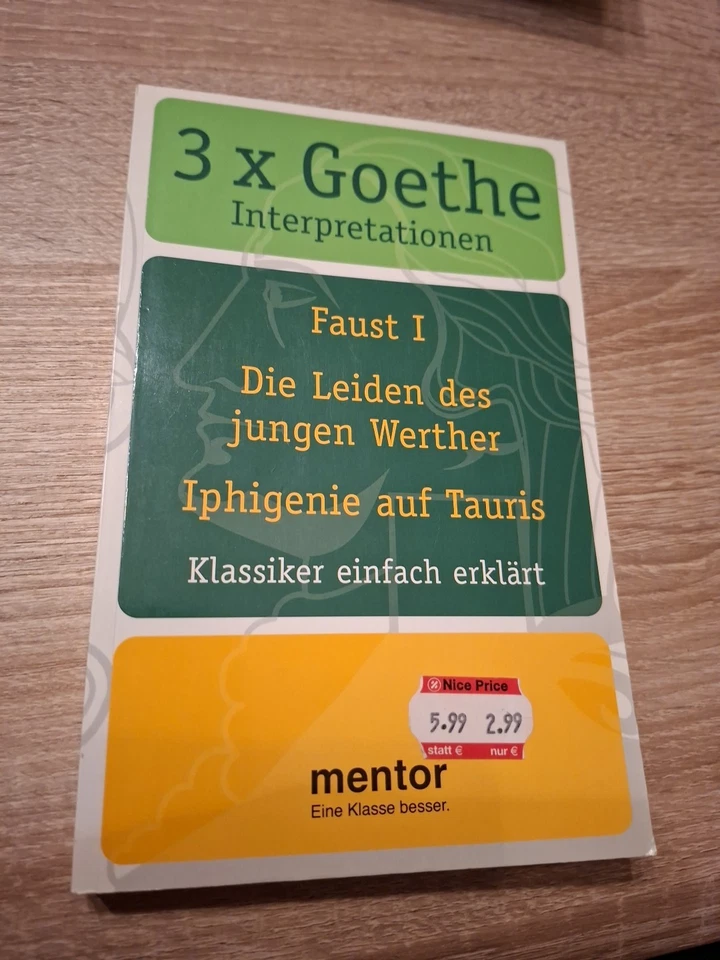 3 x Goethe
Interpretationen
Faust I
Die Leiden des
jungen Werther
Iphigenie auf Tauris
Klassiker einfach erklärt
Nice Price
5.99 2.99
statt € nur €
mentor
Eine Klasse besser.